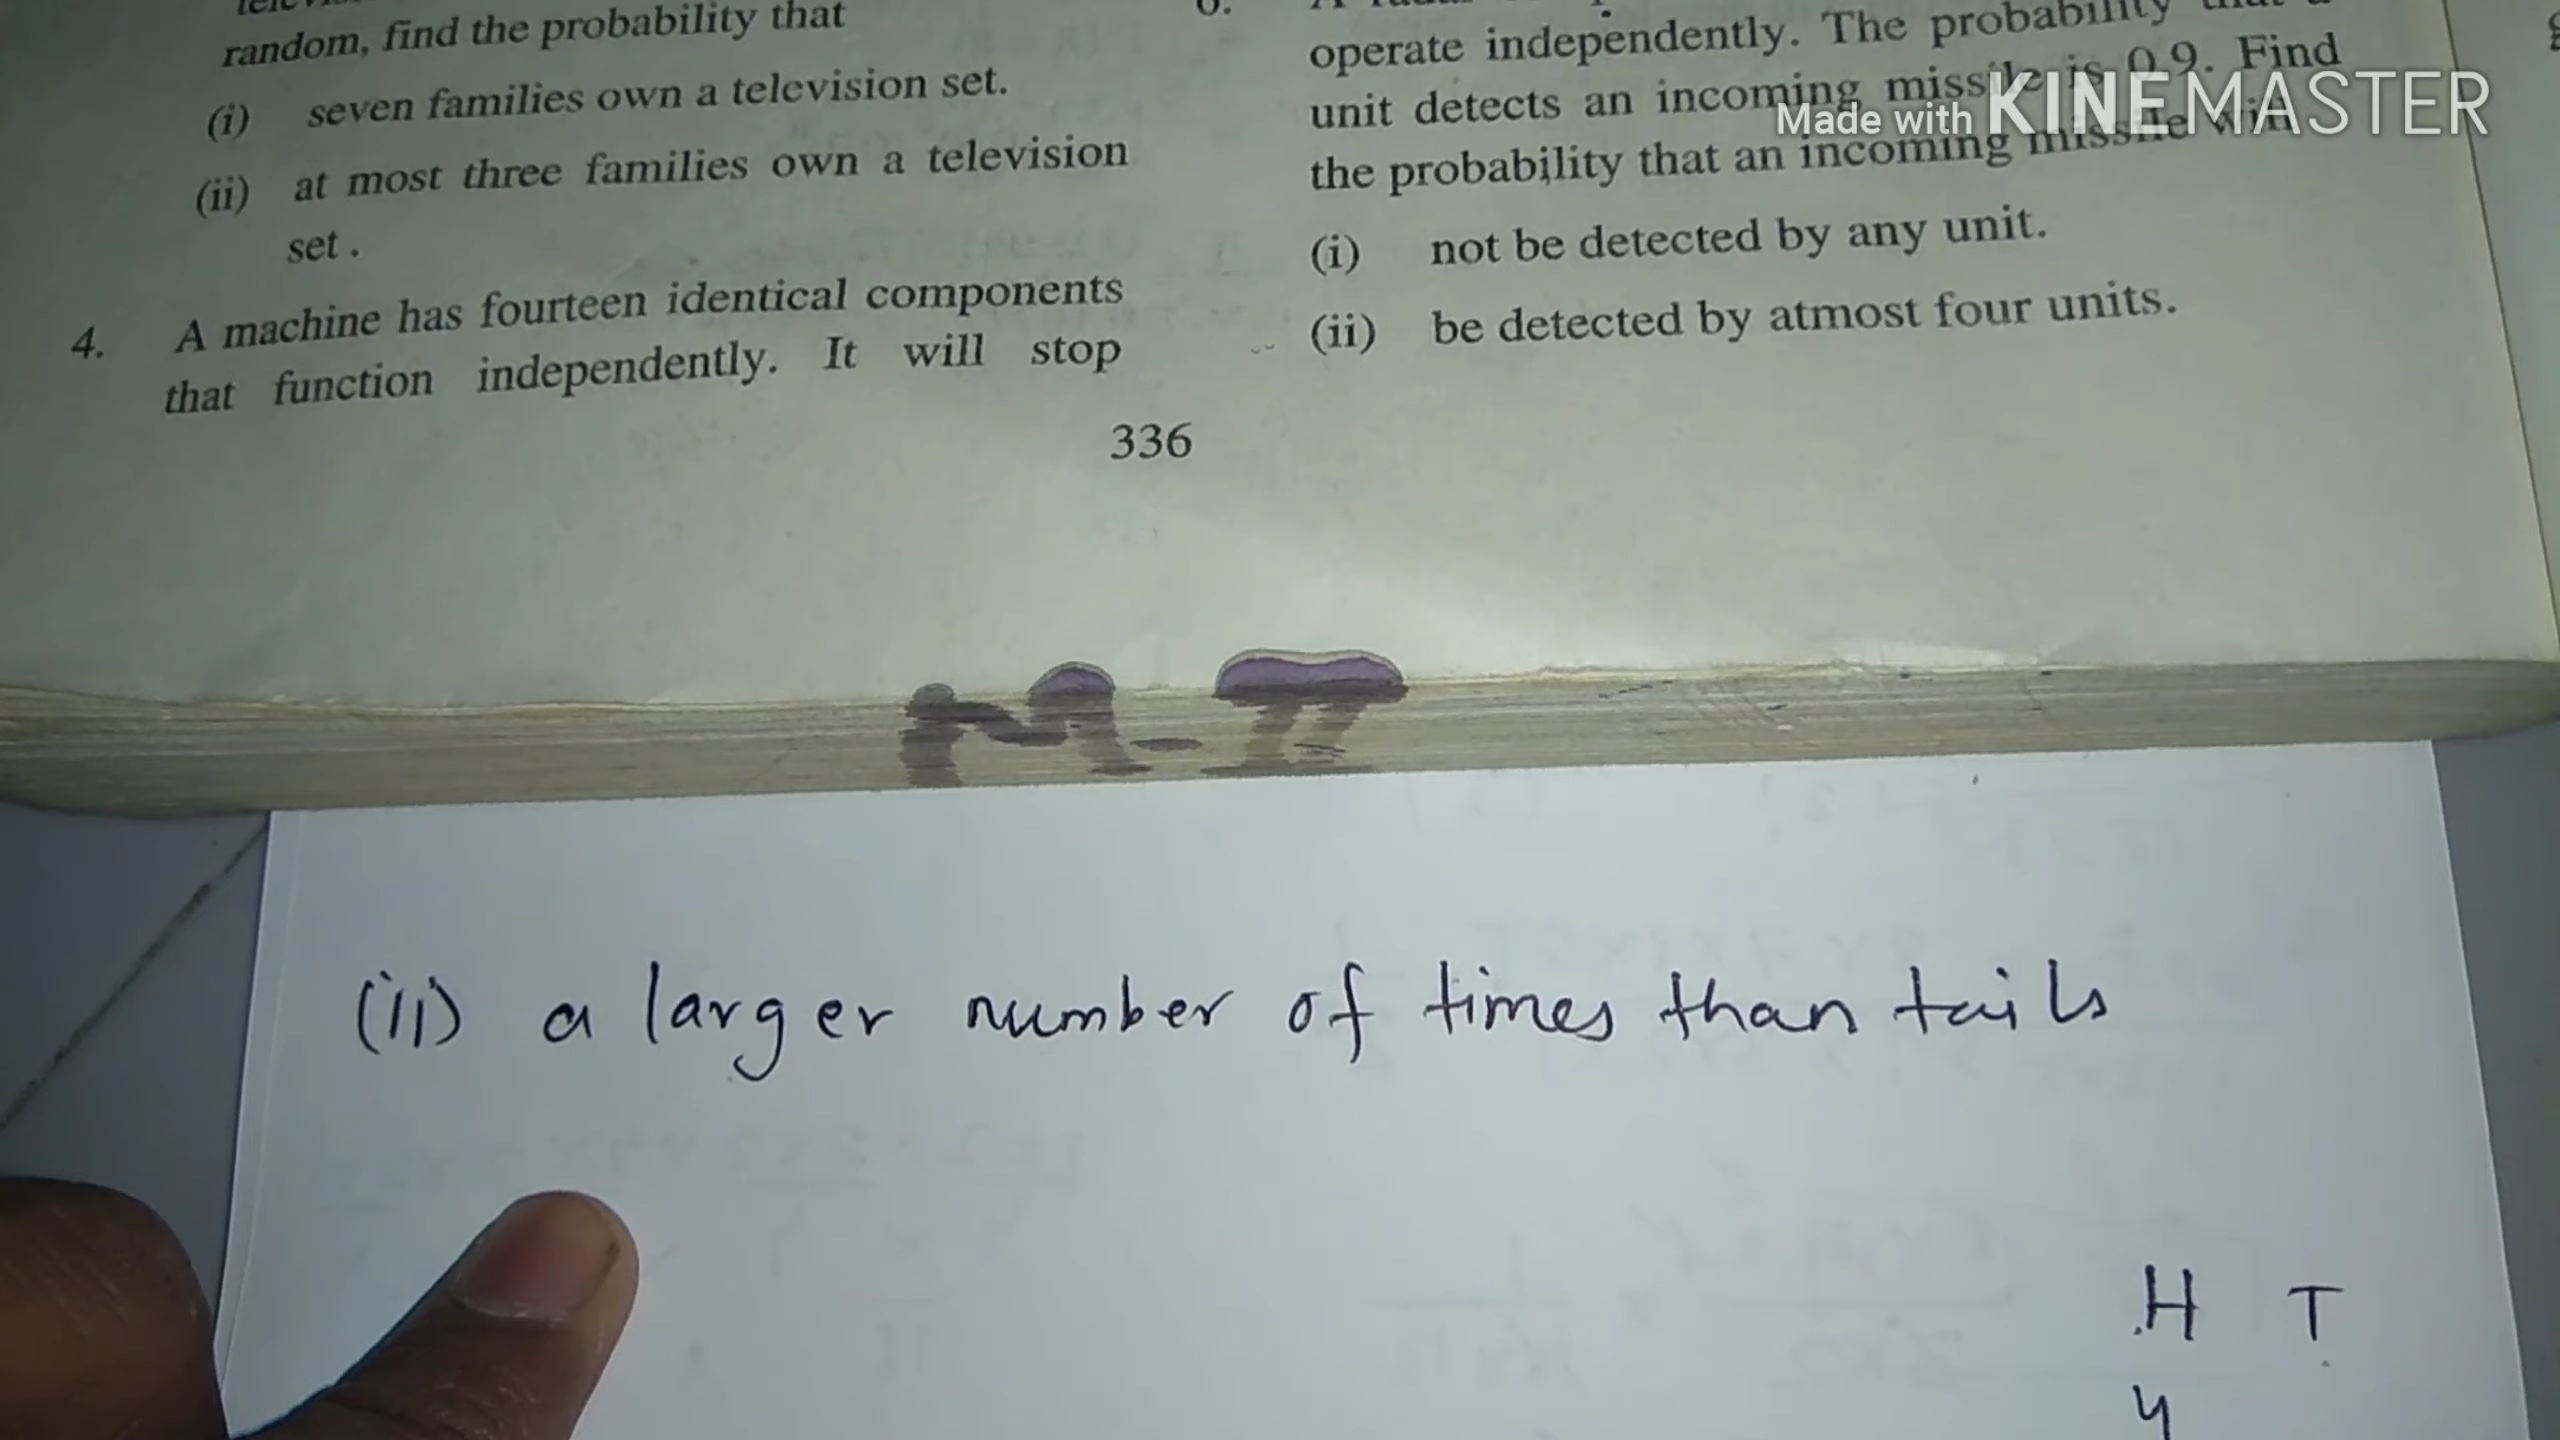 random, find the probability that
(i) seven families own a television set.
(ii) at most three families own a television
set .
4. A machine has fourteen identical components
that function independently. It will stop
operate independently. The probability
unit detects an incoming missile is 0.9. Find
the probability that an incoming missile will
(i) not be detected by any unit.
(ii) be detected by atmost four units.
336
Made with KINEMASTER
M-II
(ii) a larger number of times than tails
H T
4